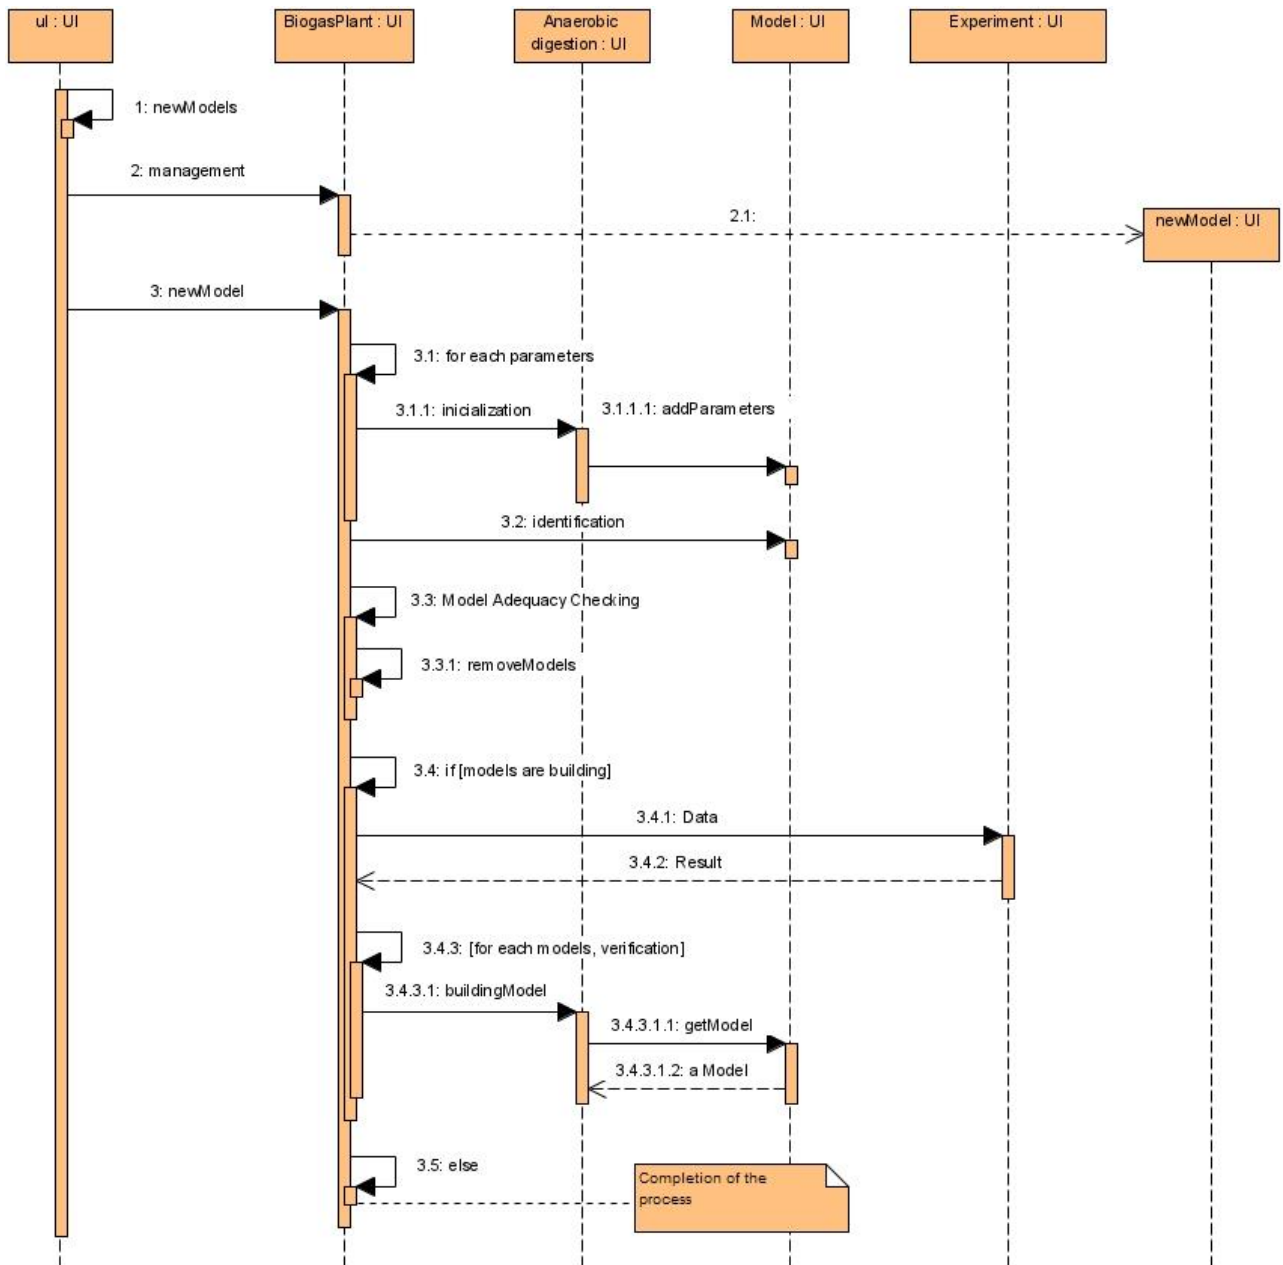 ul : UI
BiogasPlant : UI
Anaerobic
digestion : UI
Model : UI
Experiment : UI
1: newModels
2: management
2.1:
newModel : UI
3: newModel
3.1: for each parameters
3.1.1: inicialization
3.1.1.1: addParameters
3.2: identification
3.3: Model Adequacy Checking
3.3.1: removeModels
3.4: if [models are building]
3.4.1: Data
3.4.2: Result
3.4.3: [for each models, verification]
3.4.3.1: buildingModel
3.4.3.1.1: getModel
3.4.3.1.2: a Model
3.5: else
Completion of the
process